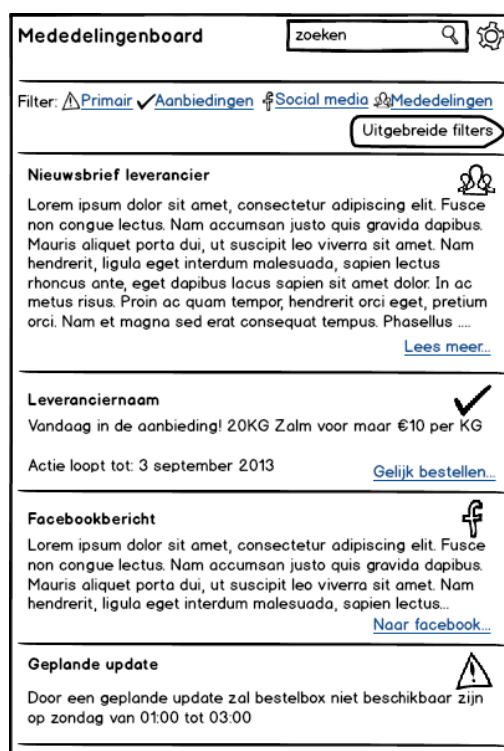 Mededelingenboard
zoeken
Filter: Primair Aanbiedingen Social media Mededelingen
Uitgebreide filters
Nieuwsbrief leverancier
Lorem ipsum dolor sit amet, consectetur adipiscing elit. Fusce
non congue lectus. Nam accumsan justo quis gravida dapibus.
Mauris aliquet porta dui, ut suscipit leo viverra sit amet. Nam
hendrerit, ligula eget interdum malesuada, sapien lectus
rhoncus ante, eget dapibus lacus sapien sit amet dolor. In ac
metus risus. Proin ac quam tempor, hendrerit orci eget, pretium
orci. Nam et magna sed erat consequat tempus. Phasellus ....
Lees meer...
Leveranciernaam
Vandaag in de aanbieding! 20KG Zalm voor maar €10 per KG
Actie loopt tot: 3 september 2013
Gelijk bestellen...
Facebookbericht
Lorem ipsum dolor sit amet, consectetur adipiscing elit. Fusce
non congue lectus. Nam accumsan justo quis gravida dapibus.
Mauris aliquet porta dui, ut suscipit leo viverra sit amet. Nam
hendrerit, ligula eget interdum malesuada, sapien lectus...
Naar facebook...
Geplande update
Door een geplande update zal bestelbox niet beschikbaar zijn
op zondag van 01:00 tot 03:00